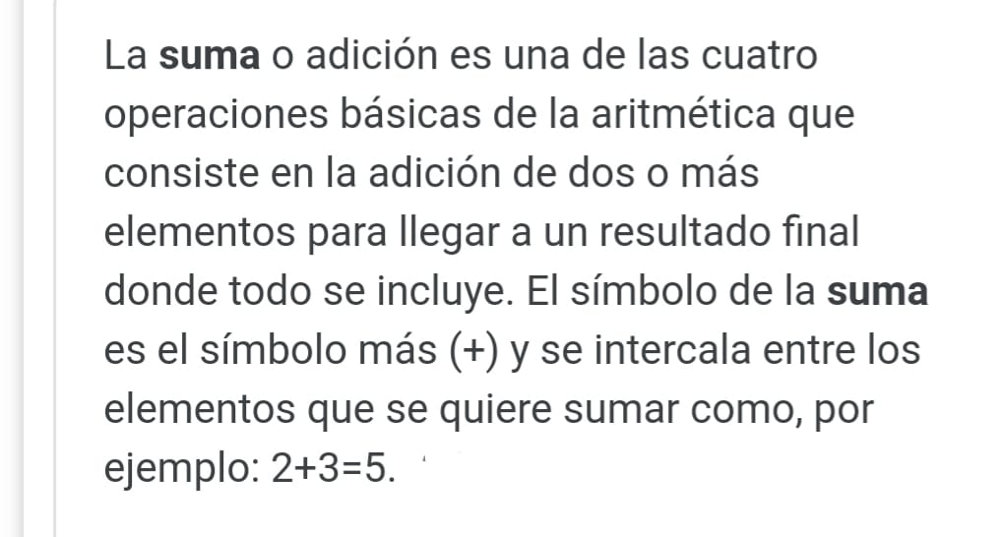 La suma o adición es una de las cuatro
operaciones básicas de la aritmética que
consiste en la adición de dos o más
elementos para llegar a un resultado final
donde todo se incluye. El símbolo de la suma
es el símbolo más (+) y se intercala entre los
elementos que se quiere sumar como, por
ejemplo: 2+3=5.